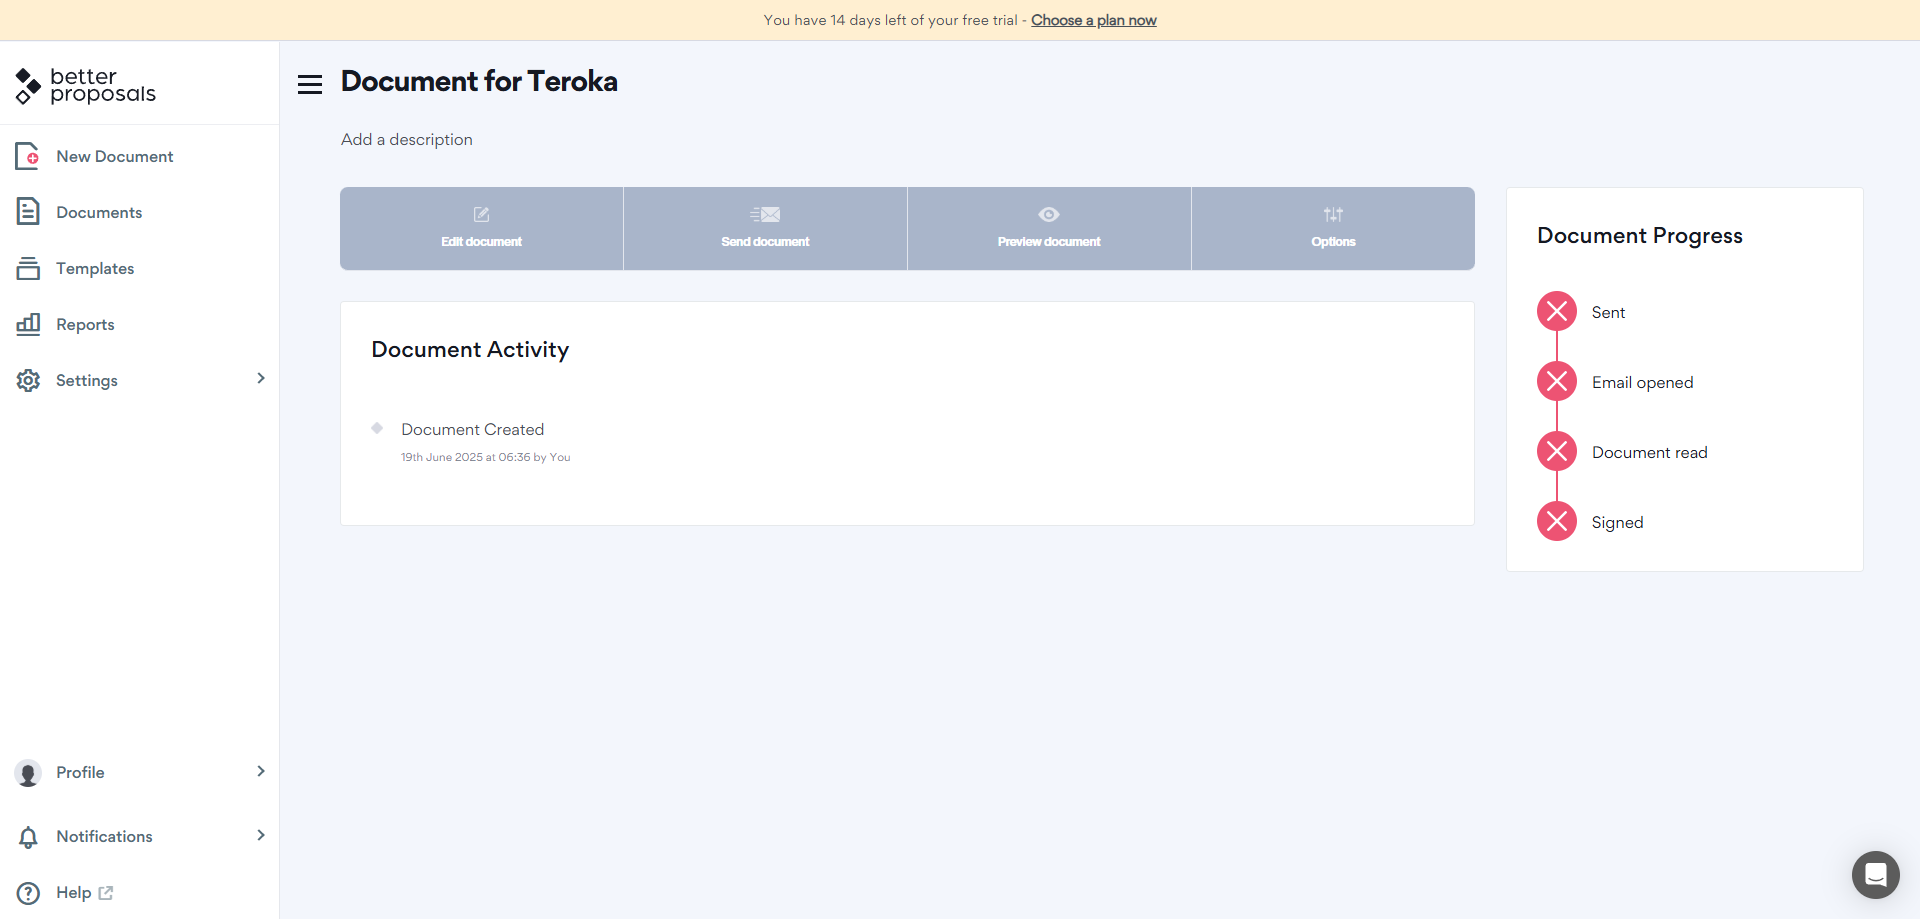 You have 14 days left of your free trial - Choose a plan now
better
proposals
New Document
Documents
Templates
Reports
Settings
Profile
Notifications
Help
Document for Teroka
Add a description
Edit document
Send document
Preview document
Options
Document Activity
Document Created
19th June 2025 at 06:36 by You
Document Progress
Sent
Email opened
Document read
Signed